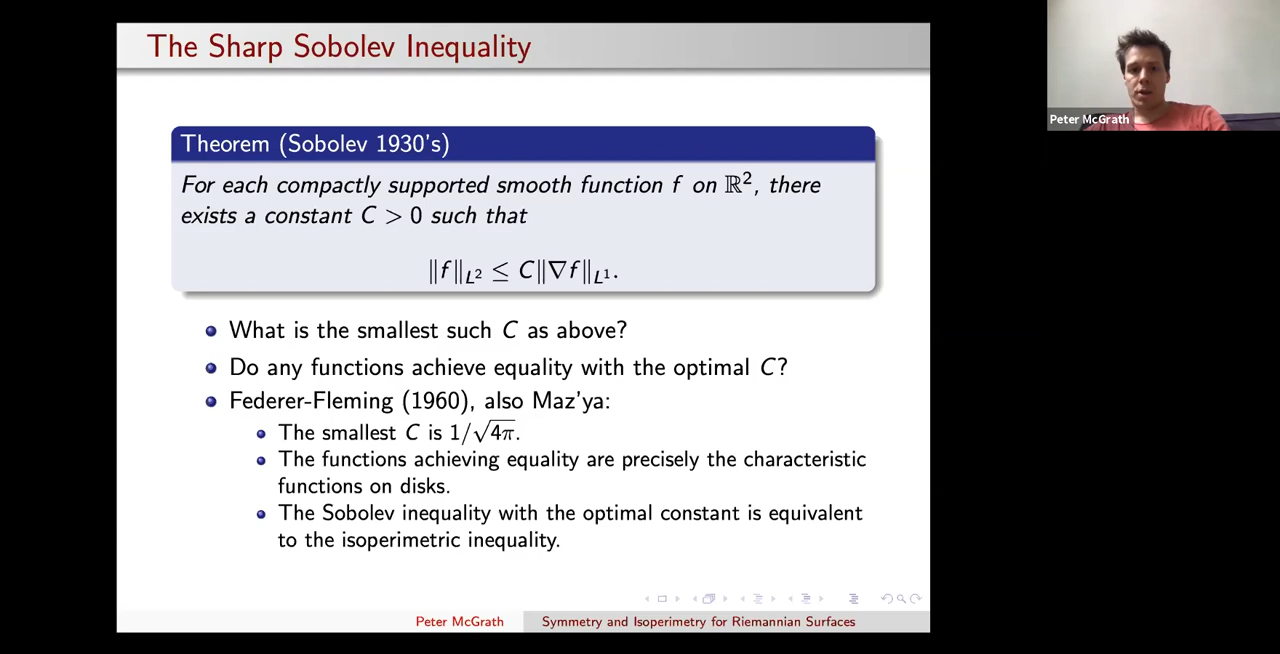 The Sharp Sobolev Inequality
Peter McGrath
Theorem (Sobolev 1930's)
For each compactly supported smooth function f on ℝ², there
exists a constant C > 0 such that
‖f‖_{L²} ≤ C‖∇f‖_{L¹}.
What is the smallest such C as above?
Do any functions achieve equality with the optimal C?
Federer-Fleming (1960), also Maz'ya:
The smallest C is 1/√4π.
The functions achieving equality are precisely the characteristic
functions on disks.
The Sobolev inequality with the optimal constant is equivalent
to the isoperimetric inequality.
Peter McGrath
Symmetry and Isoperimetry for Riemannian Surfaces